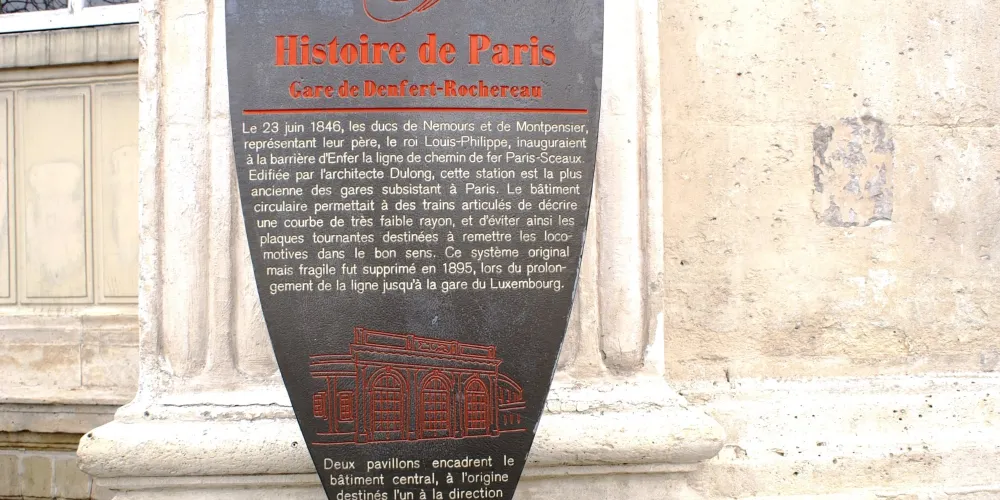 Histoire de Paris
Gare de Denfert-Rochereau
Le 23 juin 1846, les ducs de Nemours et de Montpensier,
représentant leur père, le roi Louis-Philippe, inauguraient
à la barrière d'Enfer la ligne de chemin de fer Paris-Sceaux.
Edifiée par l'architecte Dulong, cette station est la plus
ancienne des gares subsistant à Paris. Le bâtiment
circulaire permettait à des trains articulés de décrire
une courbe de très faible rayon, et d'éviter ainsi les
plaques tournantes destinées à remettre les loco-
motives dans le bon sens. Ce système original
mais fragile fut supprimé en 1895, lors du prolon-
gement de la ligne jusqu'à la gare du Luxembourg.
Deux pavillons encadrent le
bâtiment central, à l'origine
destinés l'un à la direction